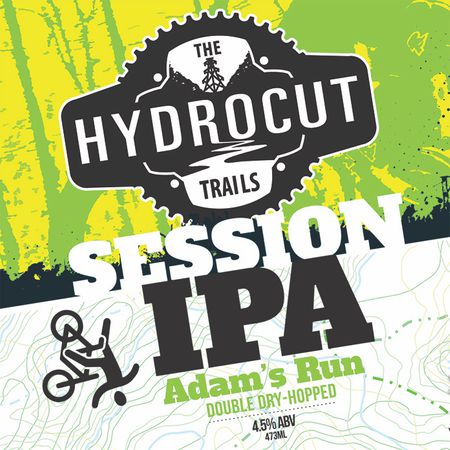 THE
HYDROCUT
TRAILS
SESSION
IPA
Adam's Run
DOUBLE DRY-HOPPED
4.5% ABV
473ML